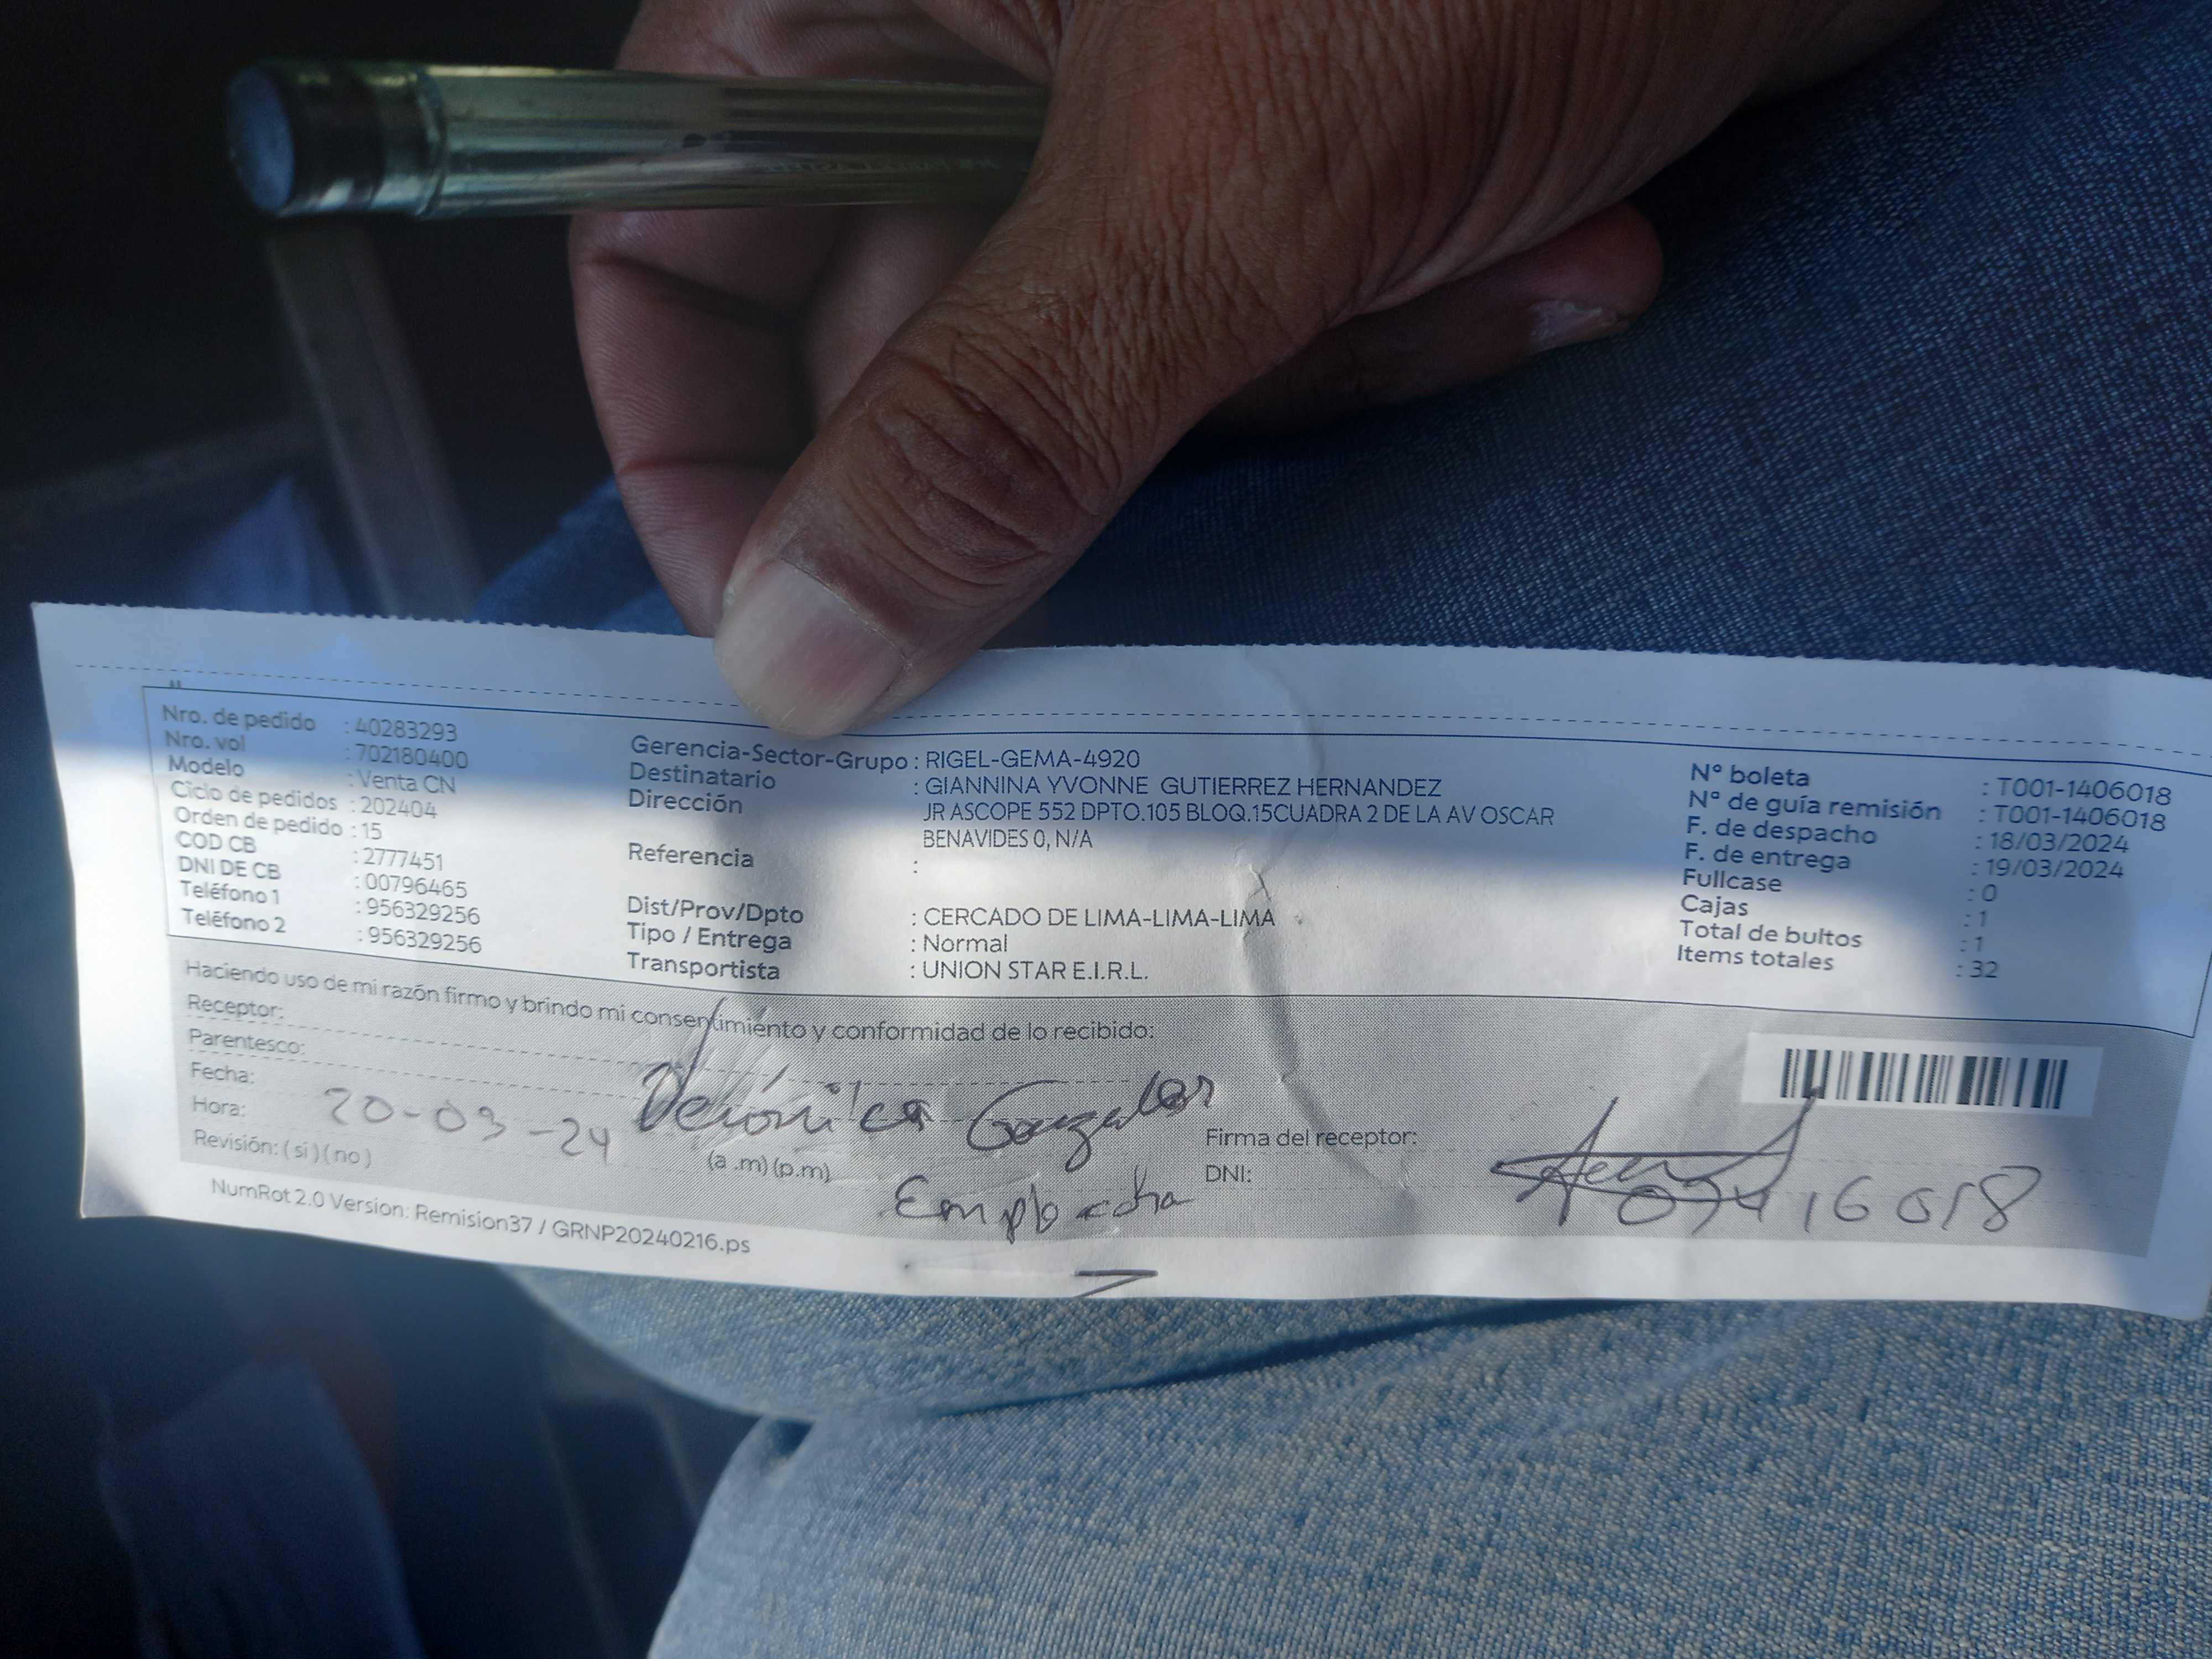 Nro. de pedido : 40283293
Nro. vol : 702180400
Modelo : Venta CN
Ciclo de pedidos : 202404
Orden de pedido : 15
COD CB : 2777451
DNI DE CB : 00796465
Teléfono 1 : 956329256
Teléfono 2 : 956329256
Gerencia-Sector-Grupo : RIGEL-GEMA-4920
Destinatario : GIANNINA YVONNE GUTIERREZ HERNANDEZ
Dirección JR ASCOPE 552 DPTO.105 BLOQ.15CUADRA 2 DE LA AV OSCAR
BENAVIDES 0, N/A
Referencia :
Dist/Prov/Dpto : CERCADO DE LIMA-LIMA-LIMA
Tipo / Entrega : Normal
Transportista : UNION STAR E.I.R.L.
N° boleta : T001-1406018
N° de guía remisión : T001-1406018
F. de despacho : 18/03/2024
F. de entrega : 19/03/2024
Fullcase : 0
Cajas : 1
Total de bultos : 1
Items totales : 32
Haciendo uso de mi razón firmo y brindo mi consentimiento y conformidad de lo recibido:
Receptor:
Parentesco:
Fecha:
Verónica Gonzales
Hora: 20-03-24 (a .m) (p.m)
Revisión: ( si ) ( no )
Firma del receptor:
DNI:
NumRot 2.0 Version: Remision37 / GRNP20240216.ps